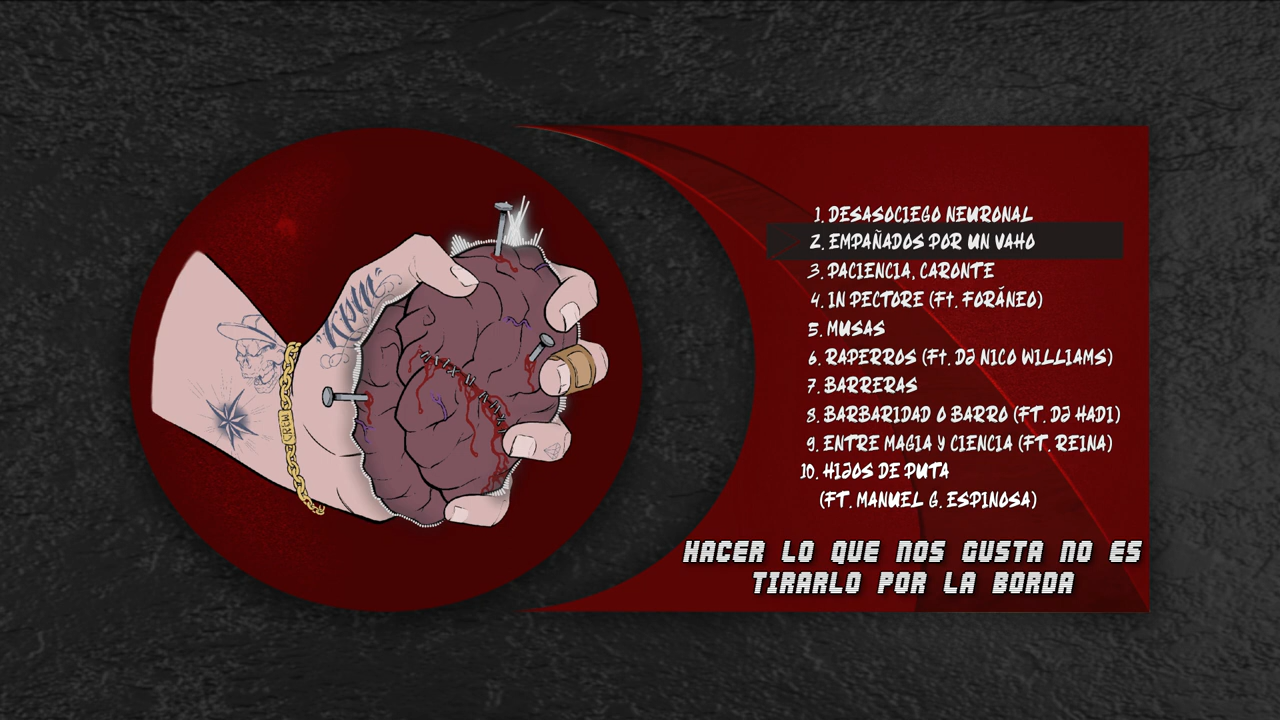 "Kpm"
1. DESASOCIEGO NEURONAL
2. EMPAÑADOS POR UN VAHO
3. PACIENCIA, CARONTE
4. IN PECTORE (Ft. FORÁNEO)
5. MUSAS
6. RAPERROS (Ft. DJ NICO WILLIAMS)
7. BARRERAS
8. BARBARIDAD O BARRO (FT. DJ HADI)
9. ENTRE MAGIA Y CIENCIA (FT. REINA)
10. HIJOS DE PUTA
(FT. MANUEL G. ESPINOSA)
HACER LO QUE NOS GUSTA NO ES
TIRARLO POR LA BORDA